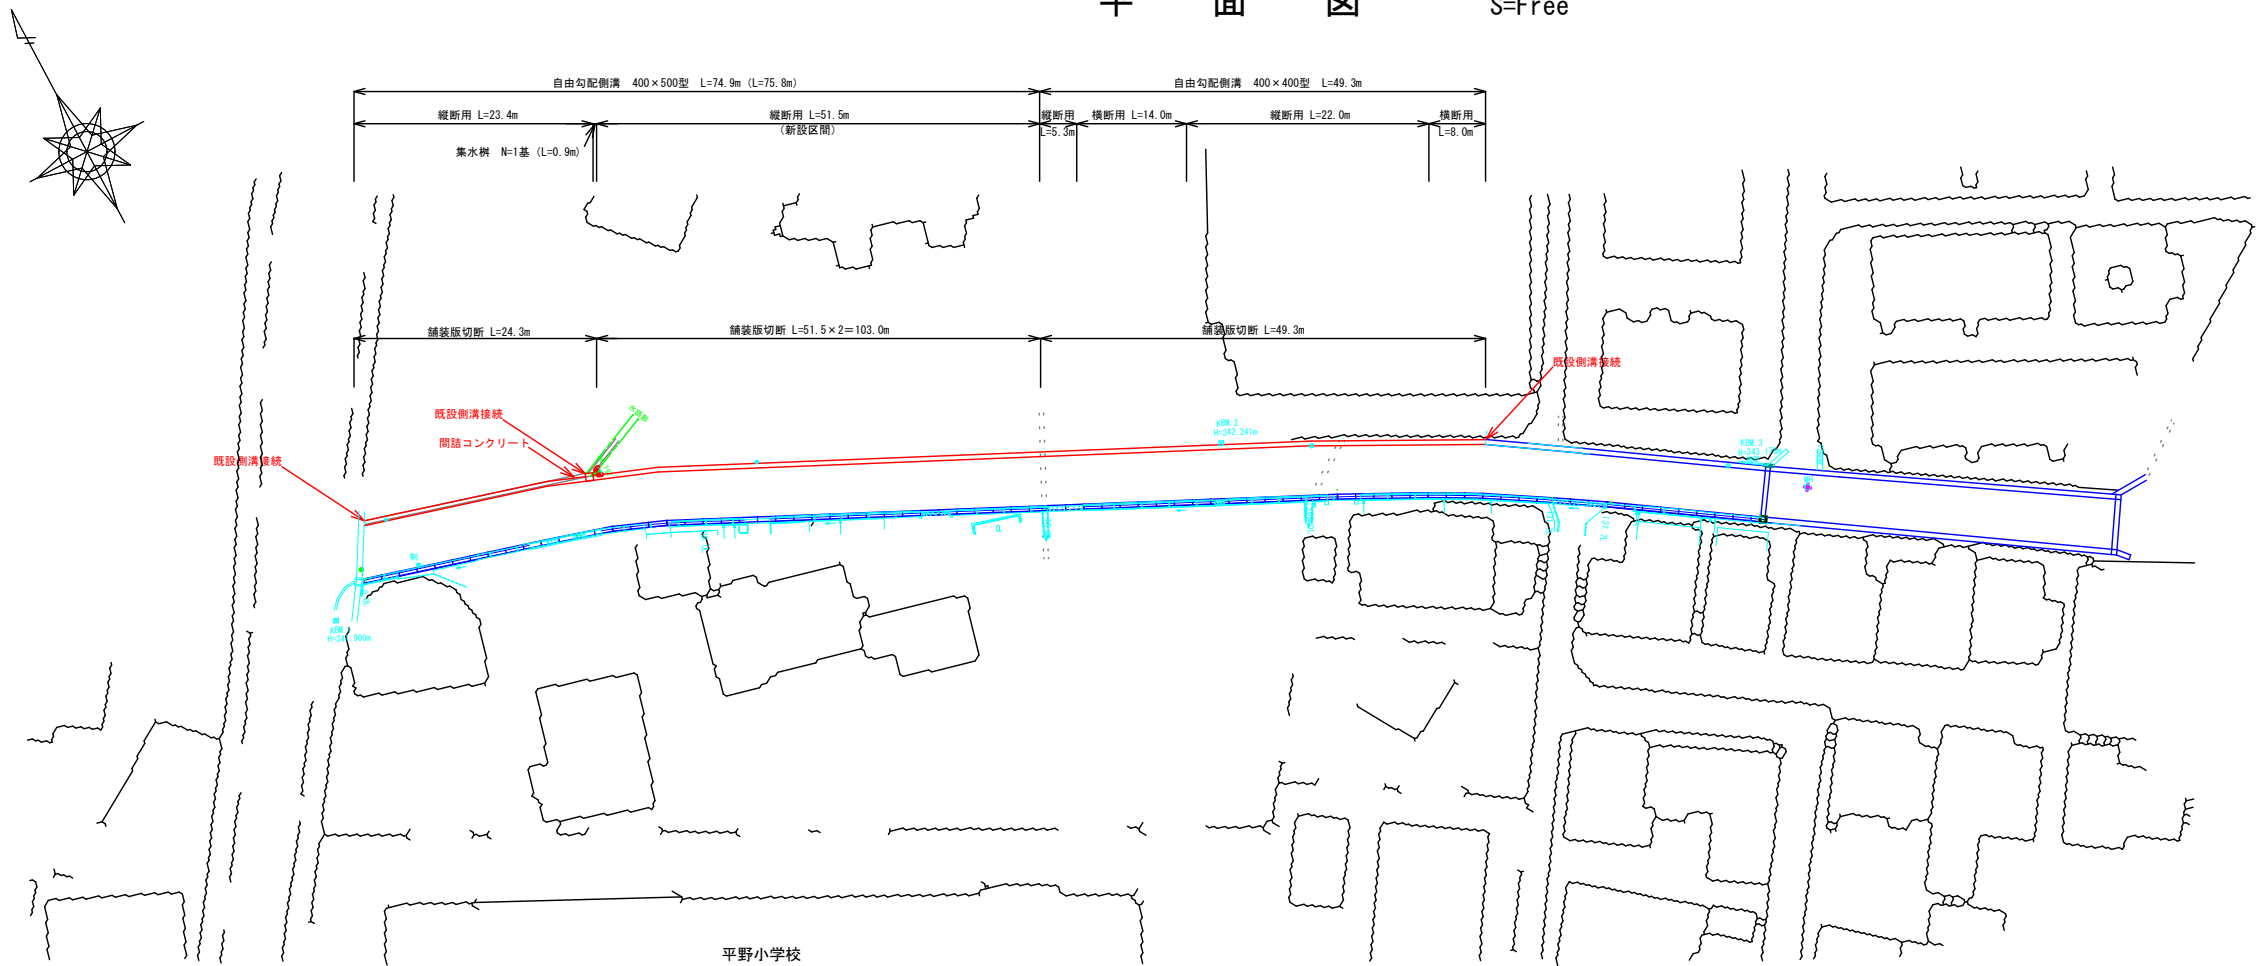 平　面　図　S=Free
自由勾配側溝　400×500型　L=74.9m (L=75.8m)
自由勾配側溝　400×400型　L=49.3m
縦断用 L=23.4m
縦断用 L=51.5m
(新設区間)
縦断用
L=5.3m
横断用 L=14.0m
縦断用 L=22.0m
横断用
L=8.0m
集水桝　N=1基 (L=0.9m)
舗装版切断 L=24.3m
舗装版切断 L=51.5×2=103.0m
舗装版切断 L=49.3m
既設側溝接続
既設側溝接続
間詰コンクリート
既設側溝接続
KBM.2
H=342.241m
KBM.3
平野小学校